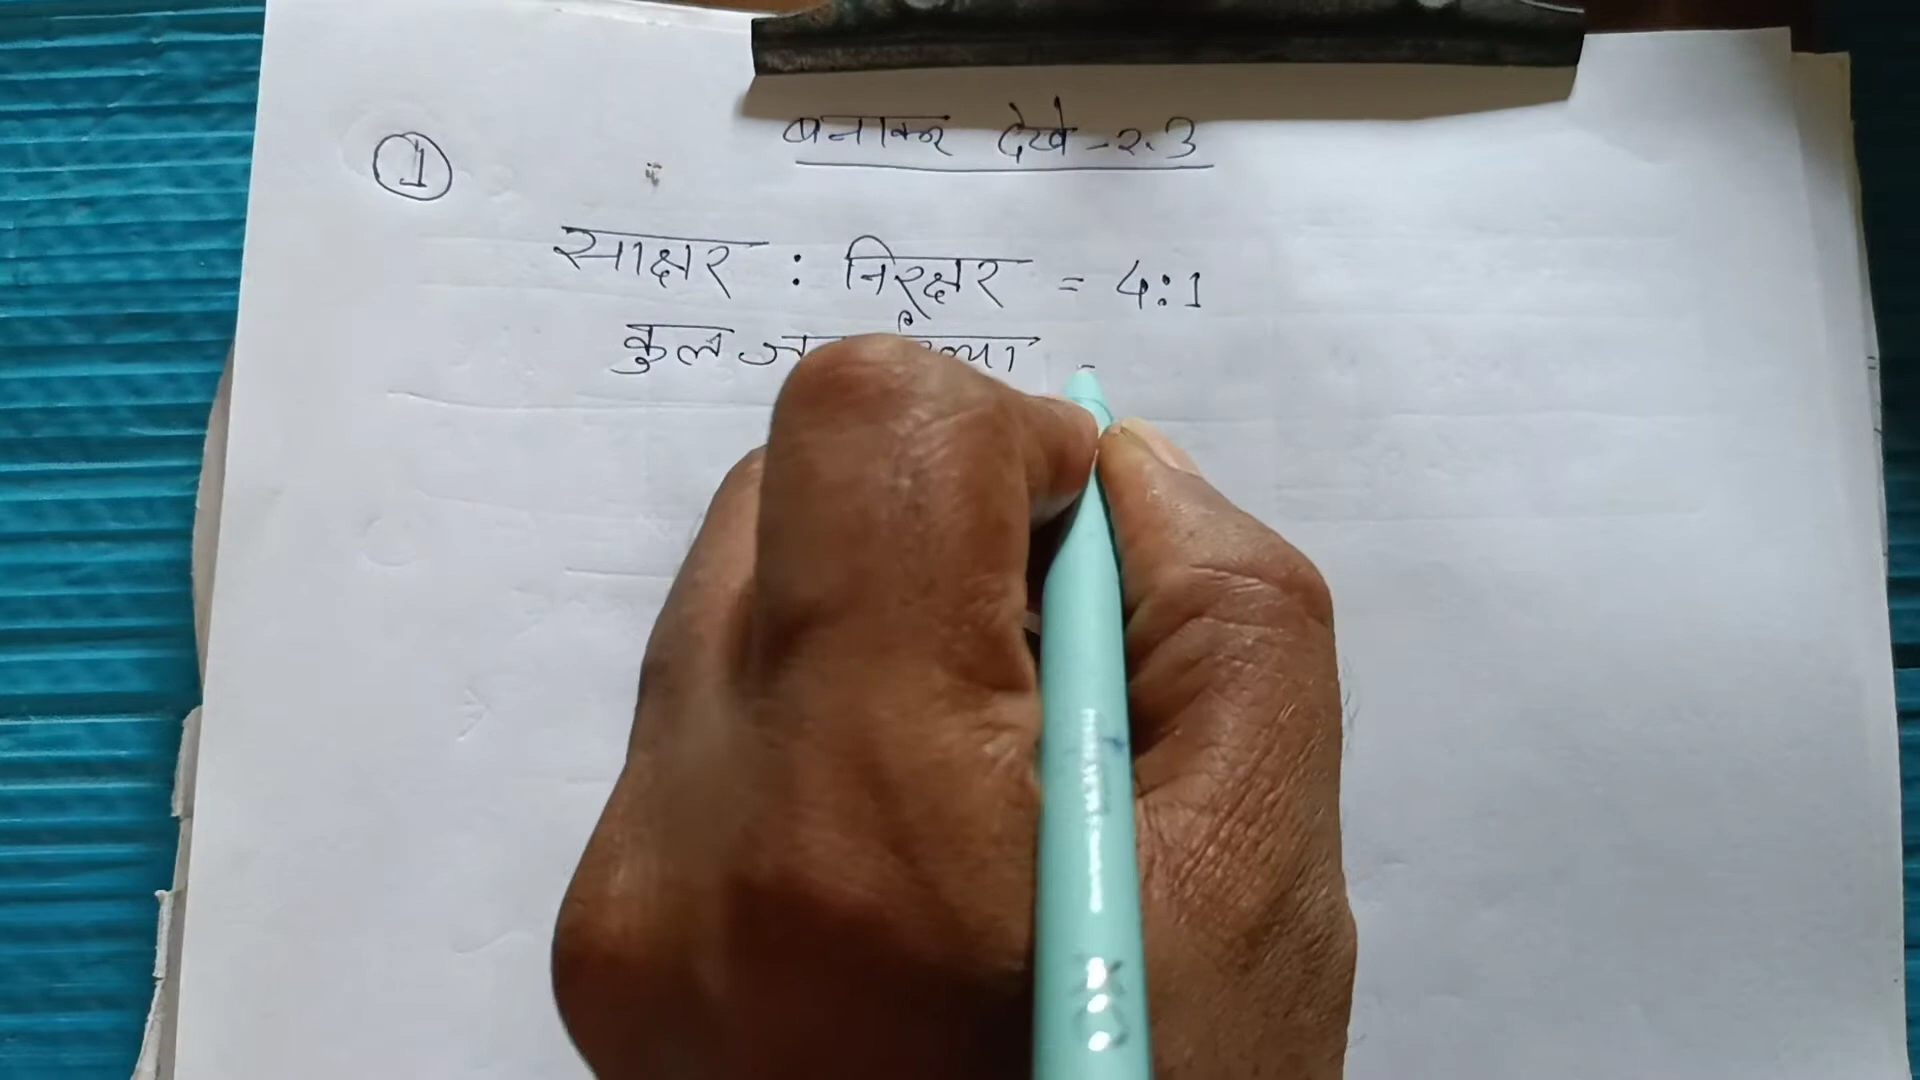 बनाकर देखे - 2.3
①
साक्षर : निरक्षर = 4:1
कुल